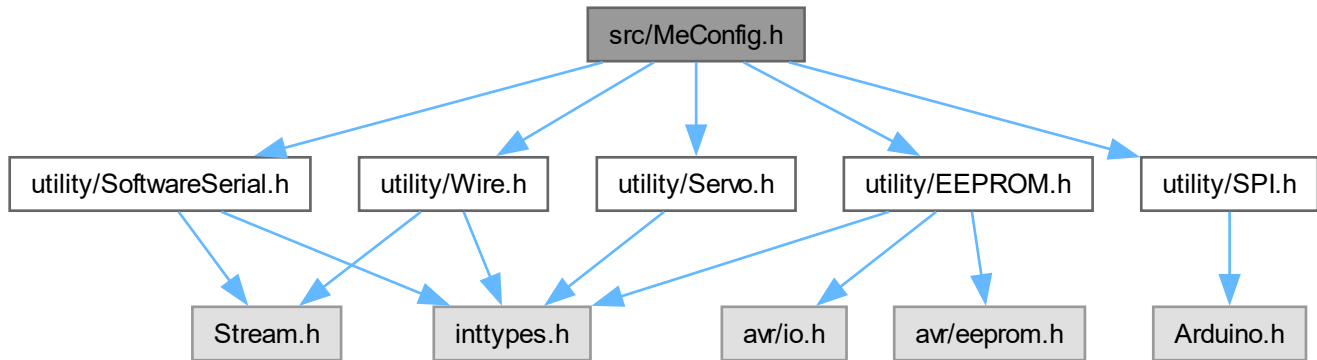 src/MeConfig.h
utility/SoftwareSerial.h
utility/Wire.h
utility/Servo.h
utility/EEPROM.h
utility/SPI.h
Stream.h
inttypes.h
avr/io.h
avr/eeprom.h
Arduino.h